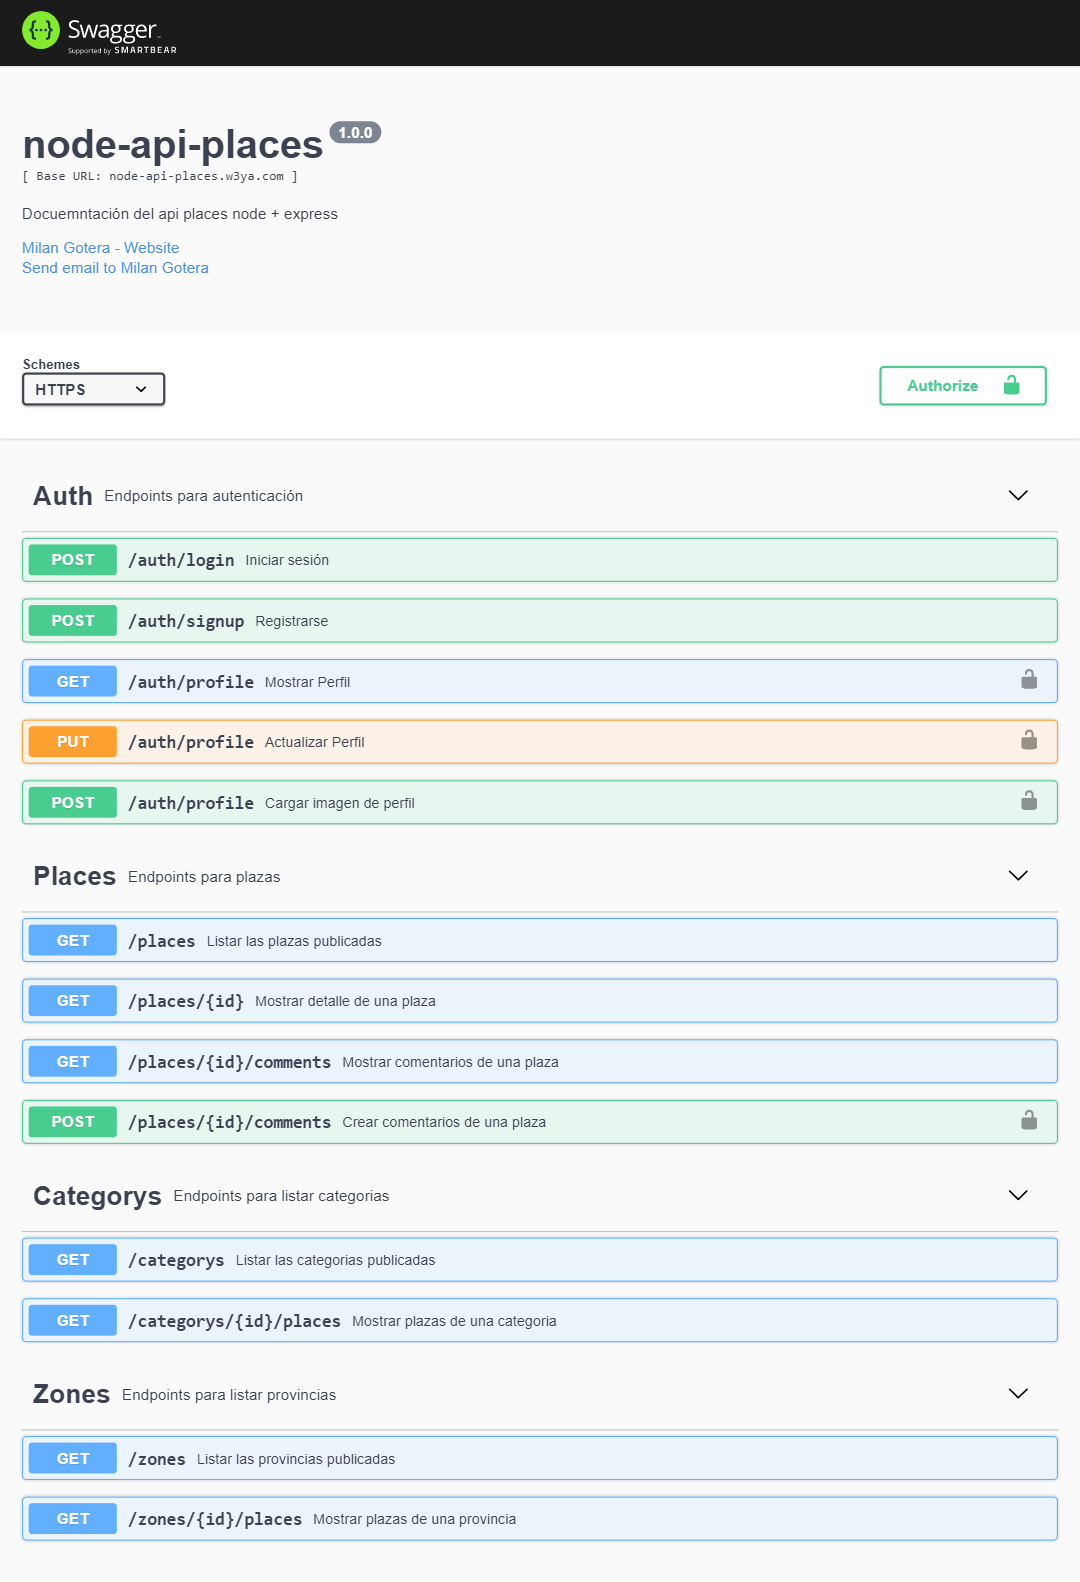 {···} Swagger™
Supported by SMARTBEAR
node-api-places 1.0.0
[ Base URL: node-api-places.w3ya.com ]
Docuemntación del api places node + express
Milan Gotera - Website
Send email to Milan Gotera
Schemes
HTTPS
Authorize
Auth Endpoints para autenticación
POST /auth/login Iniciar sesión
POST /auth/signup Registrarse
GET /auth/profile Mostrar Perfil
PUT /auth/profile Actualizar Perfil
POST /auth/profile Cargar imagen de perfil
Places Endpoints para plazas
GET /places Listar las plazas publicadas
GET /places/{id} Mostrar detalle de una plaza
GET /places/{id}/comments Mostrar comentarios de una plaza
POST /places/{id}/comments Crear comentarios de una plaza
Categorys Endpoints para listar categorias
GET /categorys Listar las categorias publicadas
GET /categorys/{id}/places Mostrar plazas de una categoria
Zones Endpoints para listar provincias
GET /zones Listar las provincias publicadas
GET /zones/{id}/places Mostrar plazas de una provincia